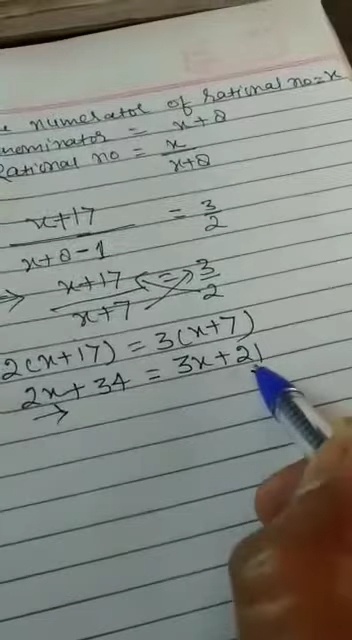 numerator of rational no = x
nominator = x+8
Rational no = x/x+8
x+17/x+8-1 = 3/2
⇒ x+17/x+7 = 3/2
2(x+17) = 3(x+7)
2x+34 = 3x+21
→